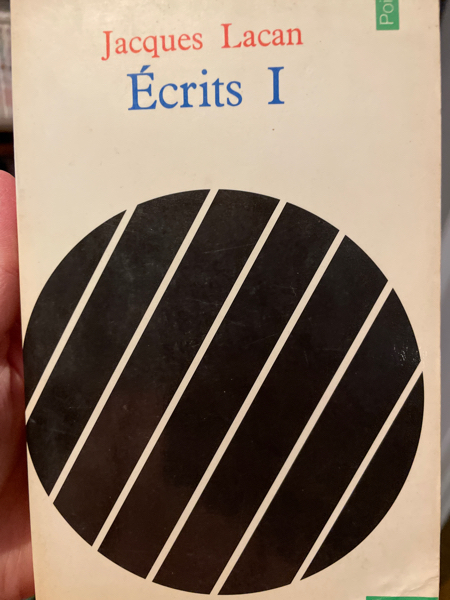 Jacques Lacan
Écrits I